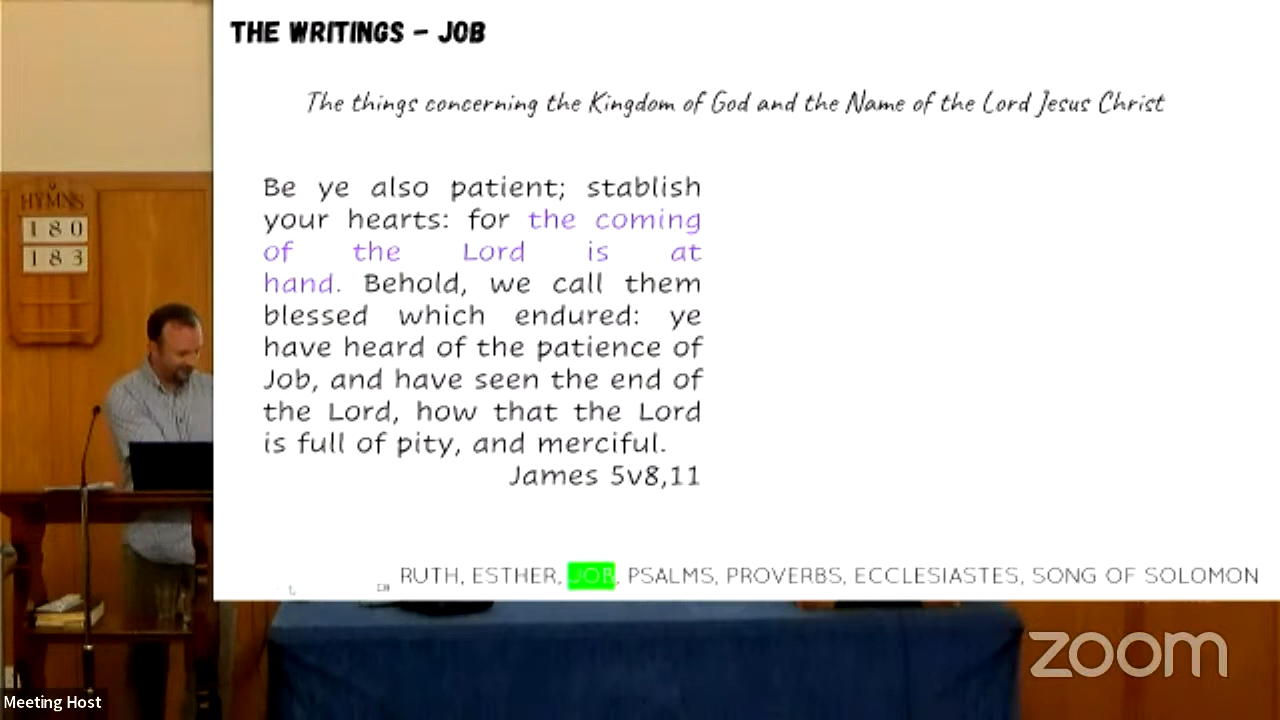 THE WRITINGS - JOB
The things concerning the Kingdom of God and the Name of the Lord Jesus Christ
HYMNS
180
183
Be ye also patient; stablish
your hearts: for the coming
of the Lord is at
hand. Behold, we call them
blessed which endured: ye
have heard of the patience of
Job, and have seen the end of
the Lord, how that the Lord
is full of pity, and merciful.
James 5v8,11
RUTH, ESTHER, JOB, PSALMS, PROVERBS, ECCLESIASTES, SONG OF SOLOMON
zoom
Meeting Host